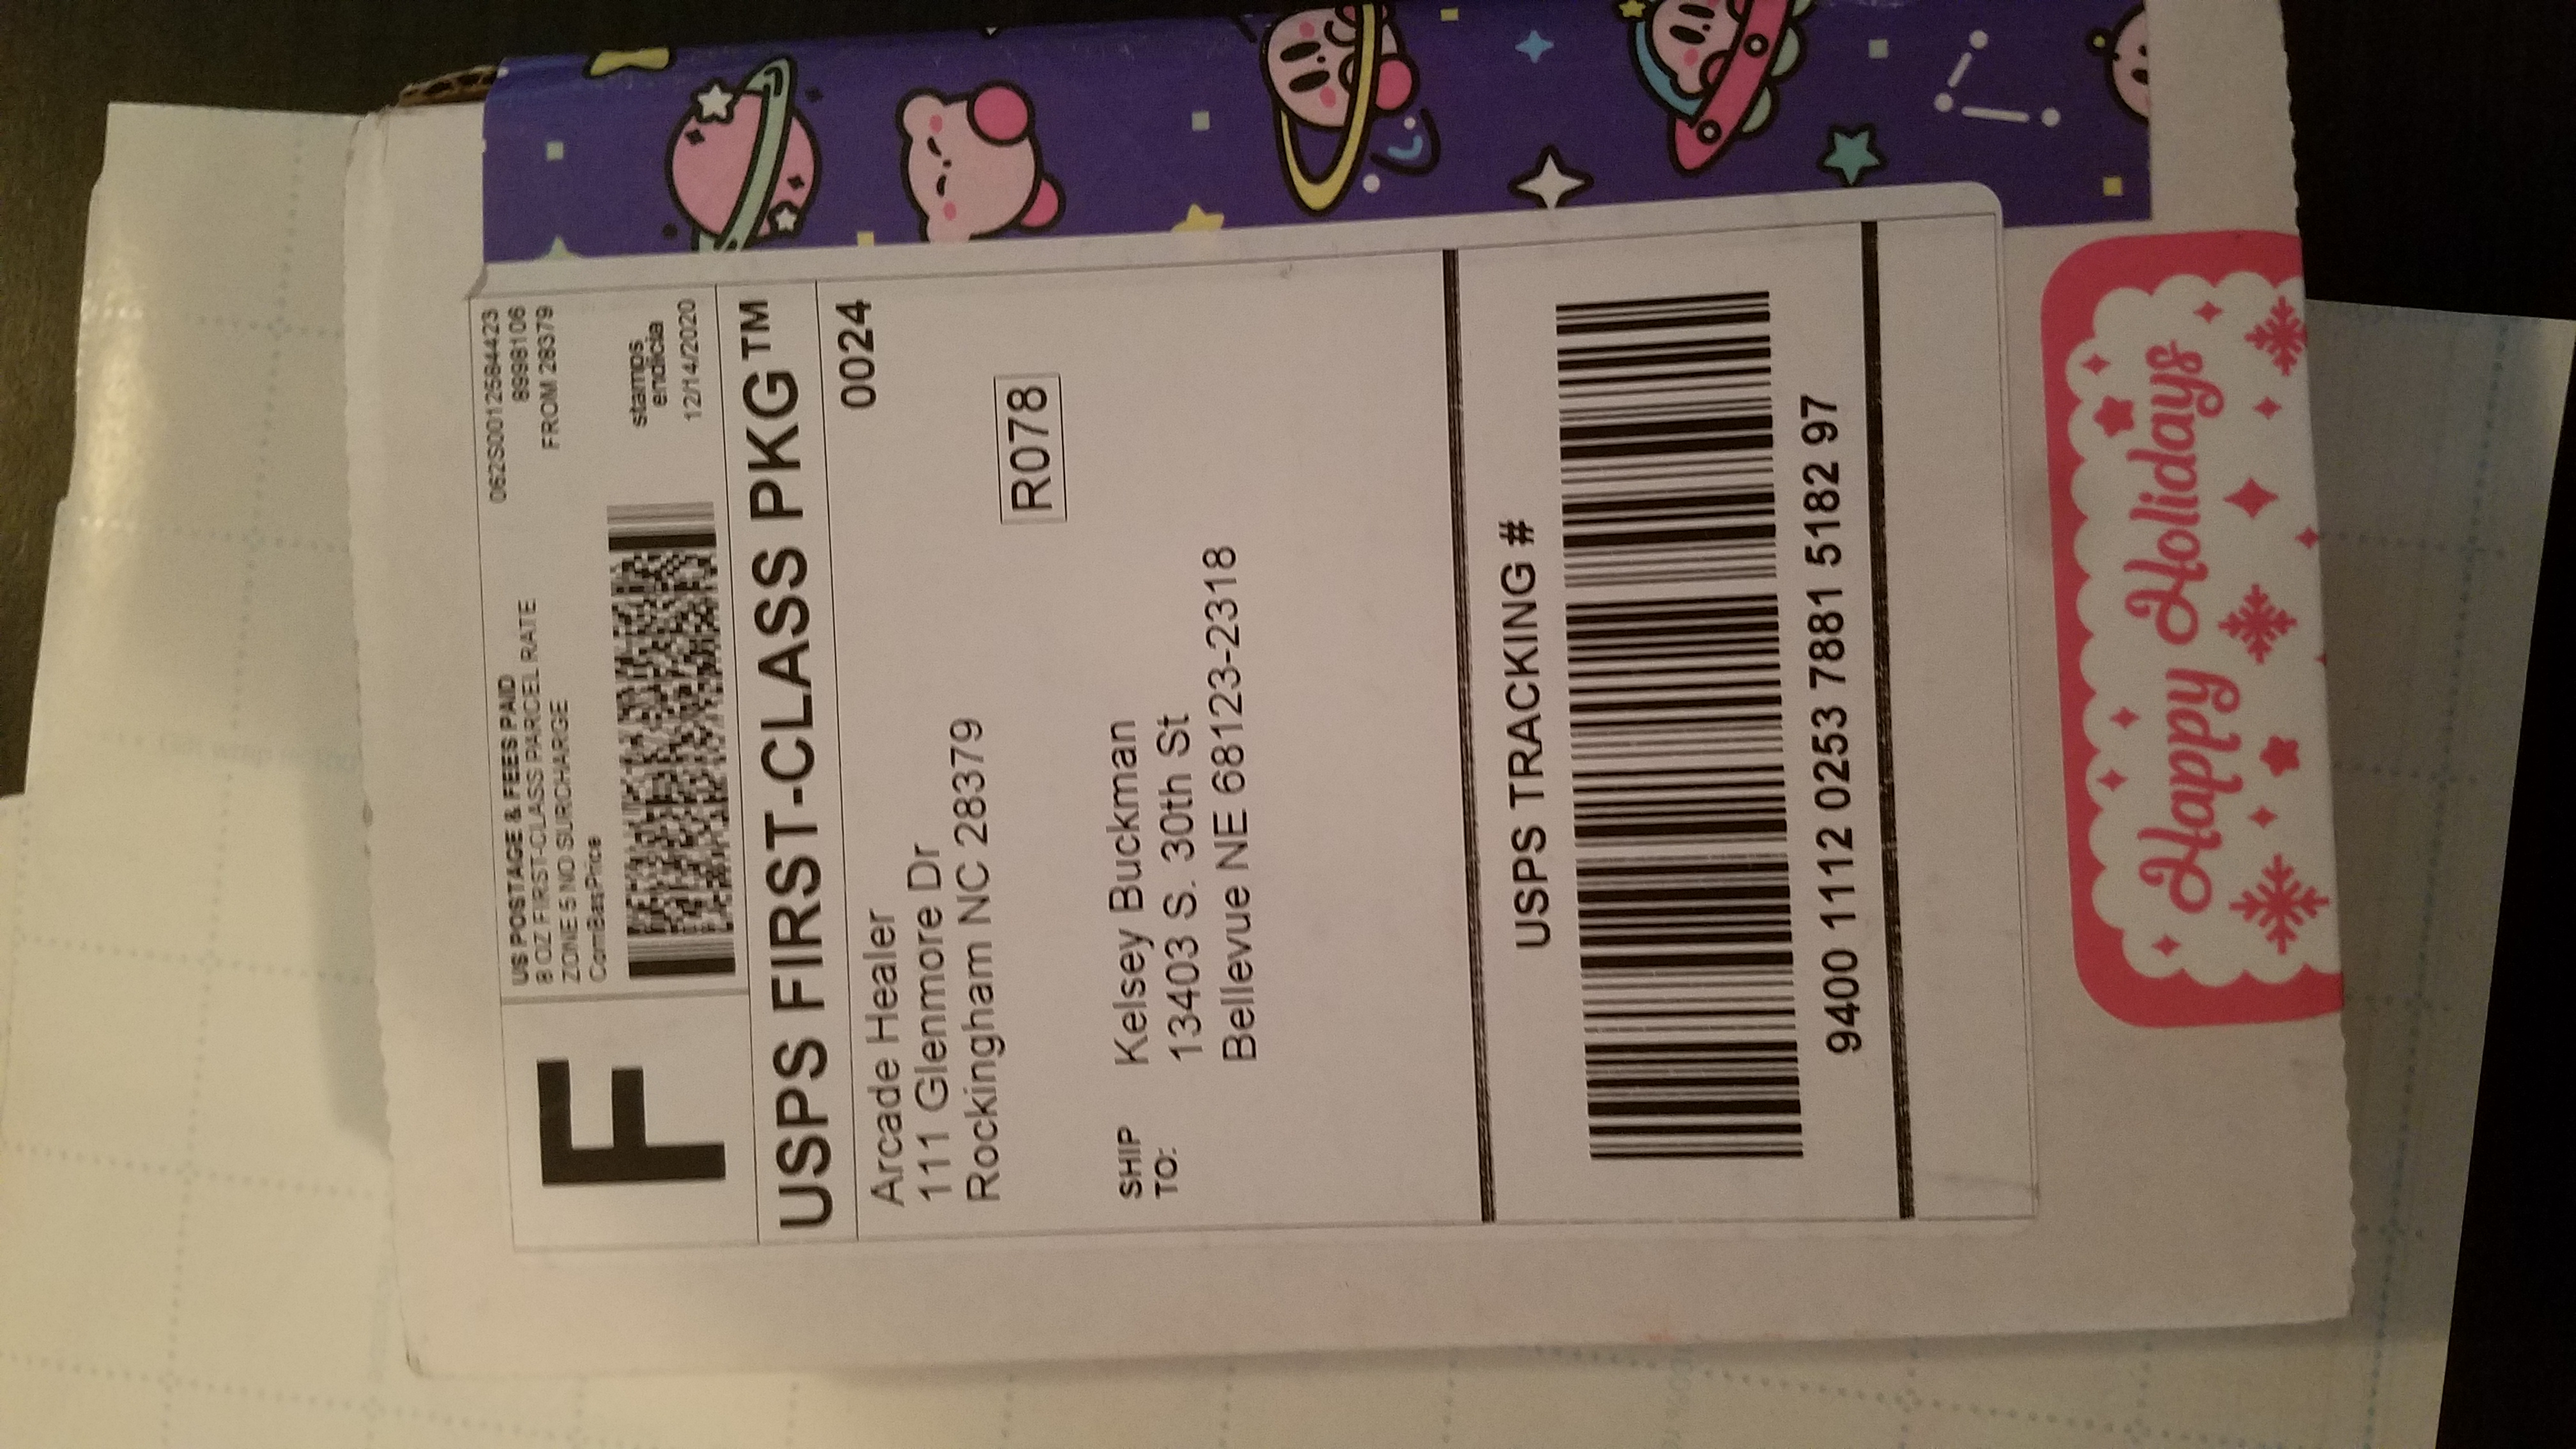 F
US POSTAGE & FEES PAID
8 OZ FIRST-CLASS PARCEL RATE
ZONE 5 NO SURCHARGE
ComBasPrice
062S0012584423
89998106
FROM 28379
stamps
endicia
12/14/2020
USPS FIRST-CLASS PKG™
Arcade Healer
111 Glenmore Dr
Rockingham NC 28379
0024
R078
SHIP
TO:
Kelsey Buckman
13403 S. 30th St
Bellevue NE 68123-2318
USPS TRACKING #
9400 1112 0253 7881 5182 97
Happy Holidays